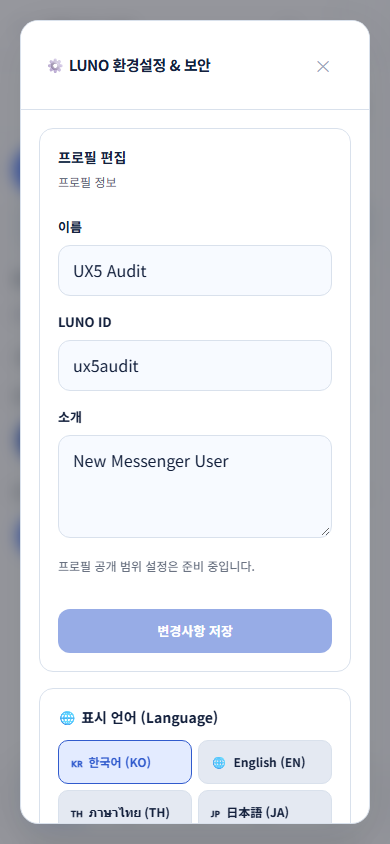 LUNO 환경설정 & 보안
프로필 편집
프로필 정보
이름
UX5 Audit
LUNO ID
ux5audit
소개
New Messenger User
프로필 공개 범위 설정은 준비 중입니다.
변경사항 저장
표시 언어 (Language)
KR 한국어 (KO)
English (EN)
TH ภาษาไทย (TH)
JP 日本語 (JA)